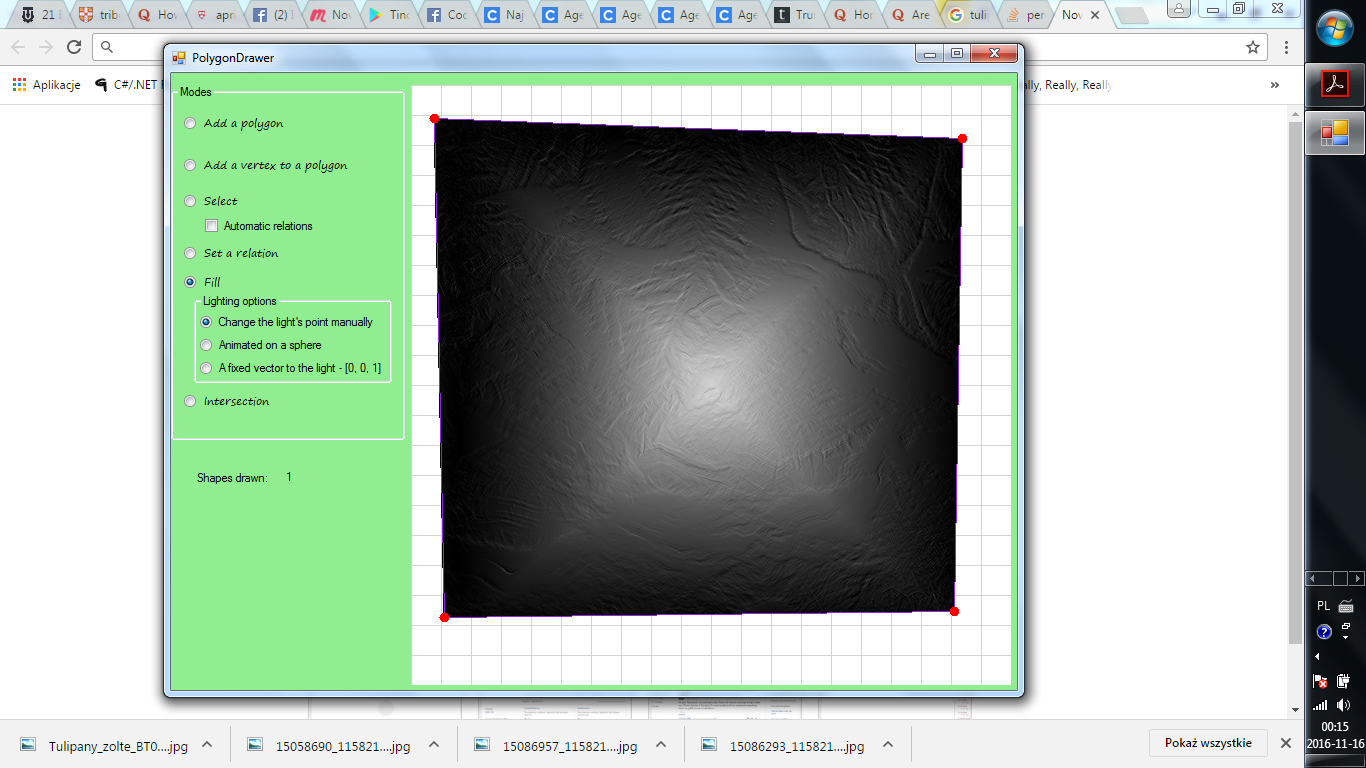 21
trib
Hov
apri
(2)
Nov
Tinc
Coc
Naj
Age
Age
Age
Age
Tru
Hor
Are
tuli
per
Nov
Aplikacje
C#/.NET
ally, Really, Really
»
PolygonDrawer
Modes
Add a polygon
Add a vertex to a polygon
Select
Automatic relations
Set a relation
Fill
Lighting options
Change the light's point manually
Animated on a sphere
A fixed vector to the light - [0, 0, 1]
Intersection
Shapes drawn: 1
PL
00:15
2016-11-16
Tulipany_zolte_BT0....jpg
15058690_115821....jpg
15086957_115821....jpg
15086293_115821....jpg
Pokaż wszystkie